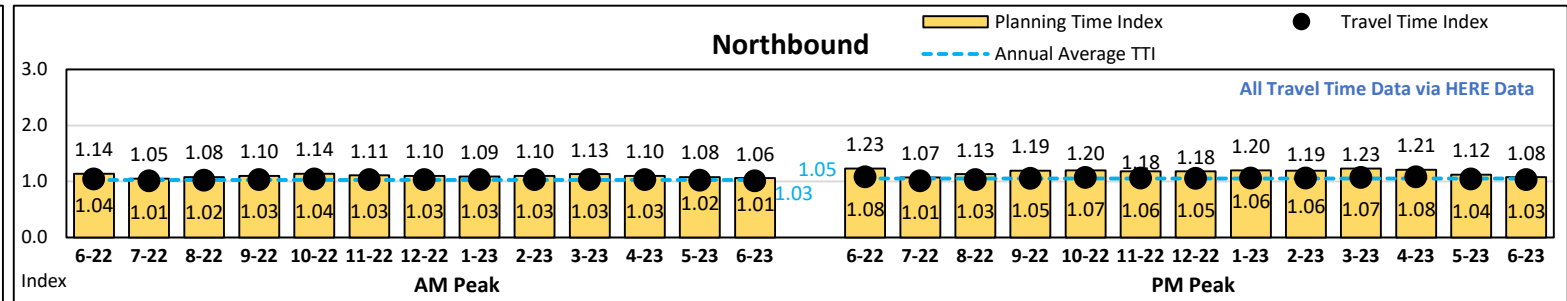 Planning Time Index
Travel Time Index
Northbound
Annual Average TTI
3.0
All Travel Time Data via HERE Data
2.0
1.14 1.05 1.08 1.10 1.14 1.11 1.10 1.09 1.10 1.13 1.10 1.08 1.06 1.23 1.07 1.13 1.19 1.20 1.18 1.18 1.20 1.19 1.23 1.21 1.12 1.08
1.05
1.0
1.03
1.04 1.01 1.02 1.03 1.04 1.03 1.03 1.03 1.03 1.03 1.03 1.02 1.01 1.08 1.01 1.03 1.05 1.07 1.06 1.05 1.06 1.06 1.07 1.08 1.04 1.03
0.0
6-22 7-22 8-22 9-22 10-22 11-22 12-22 1-23 2-23 3-23 4-23 5-23 6-23 6-22 7-22 8-22 9-22 10-22 11-22 12-22 1-23 2-23 3-23 4-23 5-23 6-23
Index
AM Peak
PM Peak